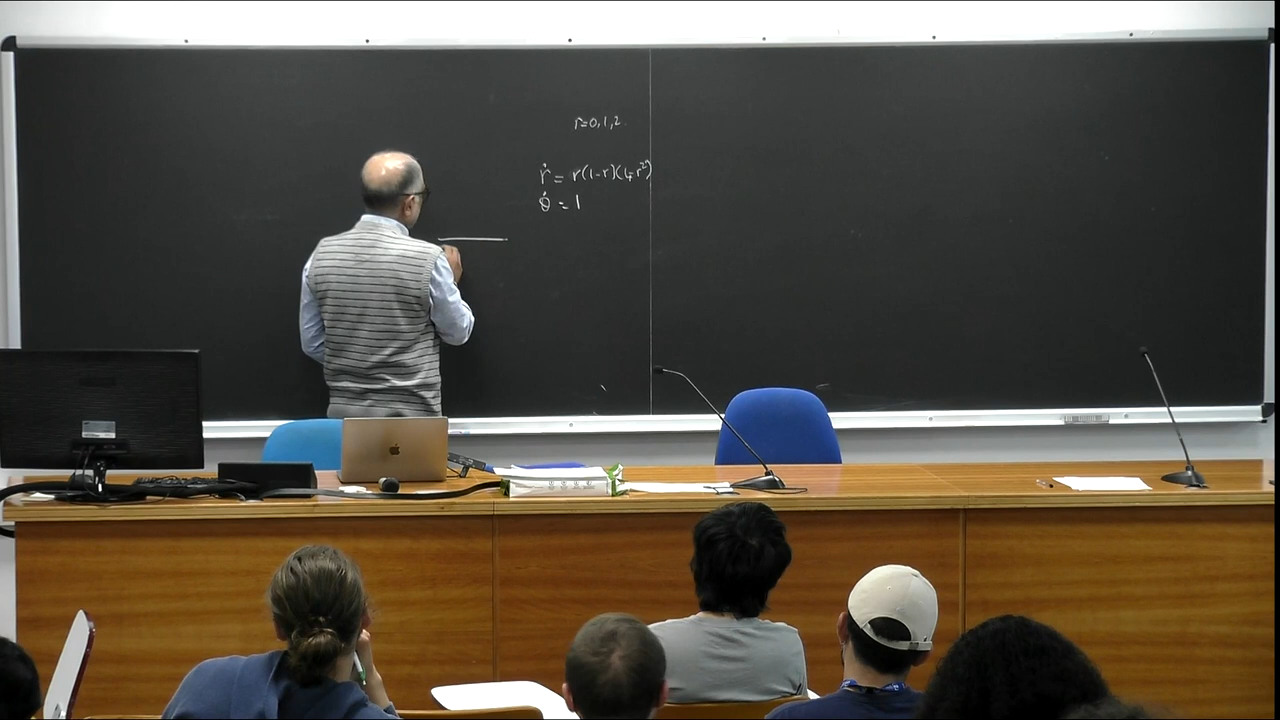 r=0,1,2.
ṙ = r(1-r)(4-r²)
θ̇ = 1